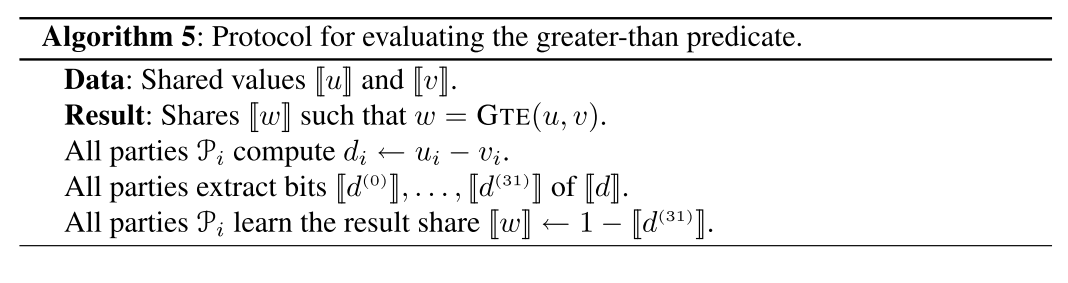 Algorithm 5: Protocol for evaluating the greater-than predicate.
Data: Shared values ⟦u⟧ and ⟦v⟧.
Result: Shares ⟦w⟧ such that w = GTE(u, v).
All parties 𝒫ᵢ compute dᵢ ← uᵢ − vᵢ.
All parties extract bits ⟦d⁽⁰⁾⟧, . . . , ⟦d⁽³¹⁾⟧ of ⟦d⟧.
All parties 𝒫ᵢ learn the result share ⟦w⟧ ← 1 − ⟦d⁽³¹⁾⟧.